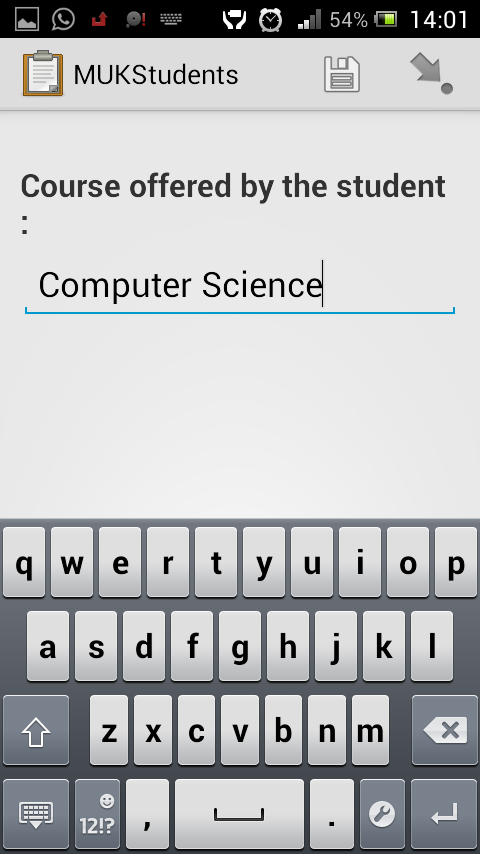 54% 14:01
MUKStudents
Course offered by the student
:
Computer Science
q w e r t y u i o p
a s d f g h j k l
z x c v b n m
12!? , .